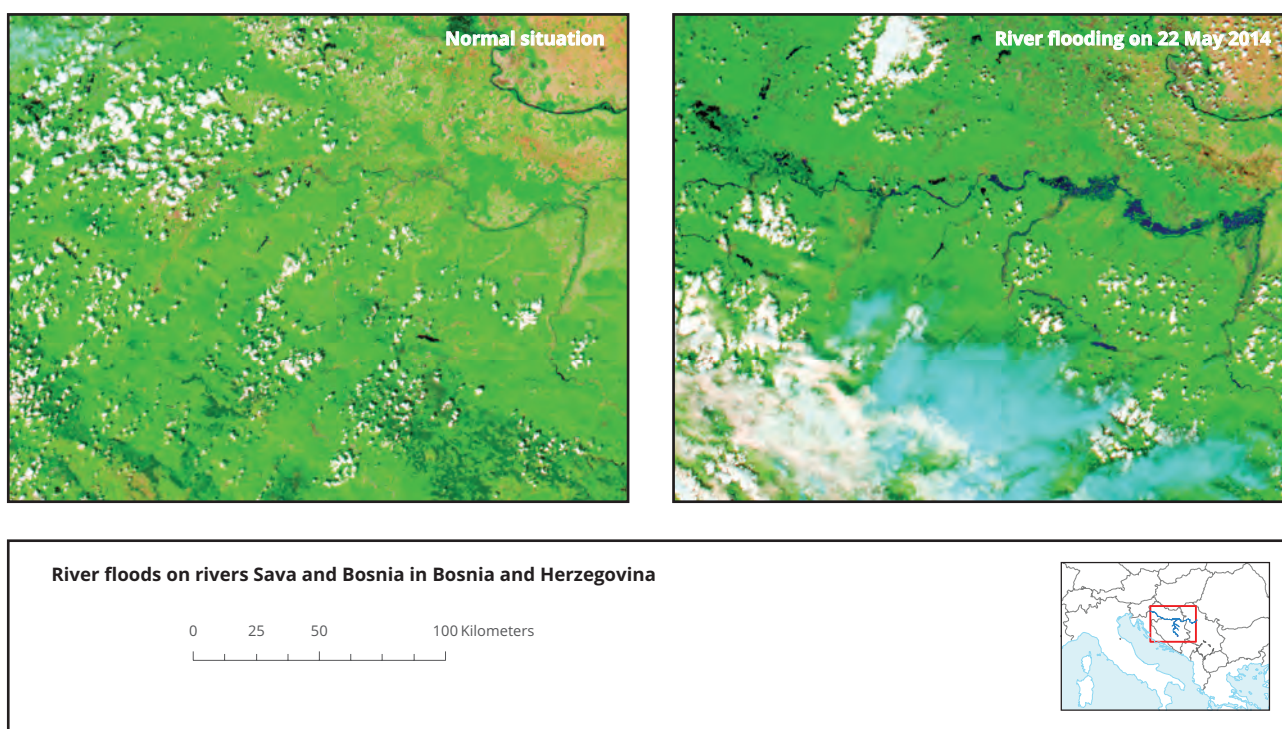 Normal situation
River flooding on 22 May 2014
River floods on rivers Sava and Bosnia in Bosnia and Herzegovina
0 25 50 100 Kilometers